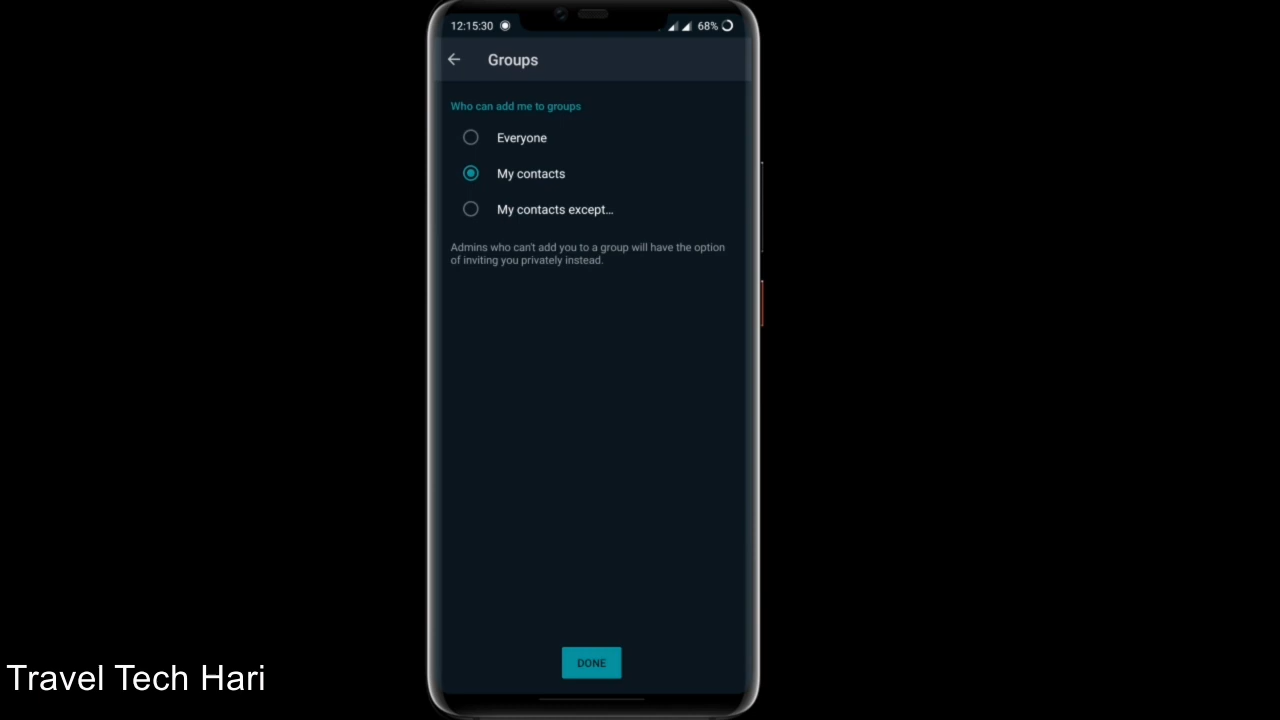 12:15:30
68%
Groups
Who can add me to groups
Everyone
My contacts
My contacts except...
Admins who can't add you to a group will have the option
of inviting you privately instead.
DONE
Travel Tech Hari